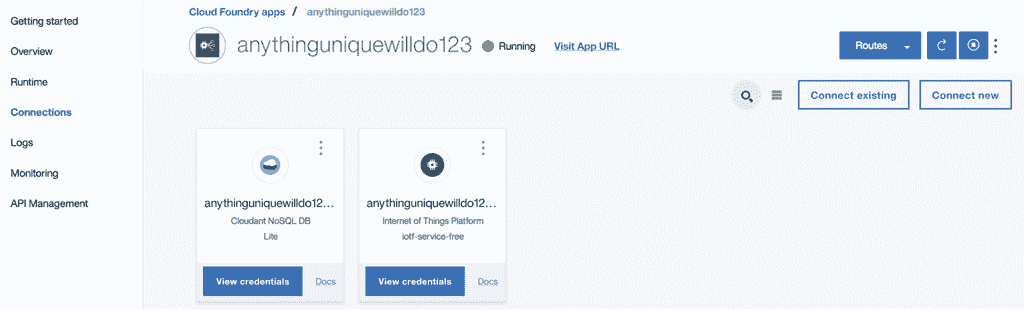 Getting started
Overview
Runtime
Connections
Logs
Monitoring
API Management
Cloud Foundry apps / anythinguniquewilldo123
anythinguniquewilldo123 Running Visit App URL
Routes
Connect existing Connect new
anythinguniquewilldo12...
Cloudant NoSQL DB
Lite
View credentials Docs
anythinguniquewilldo12...
Internet of Things Platform
iotf-service-free
View credentials Docs